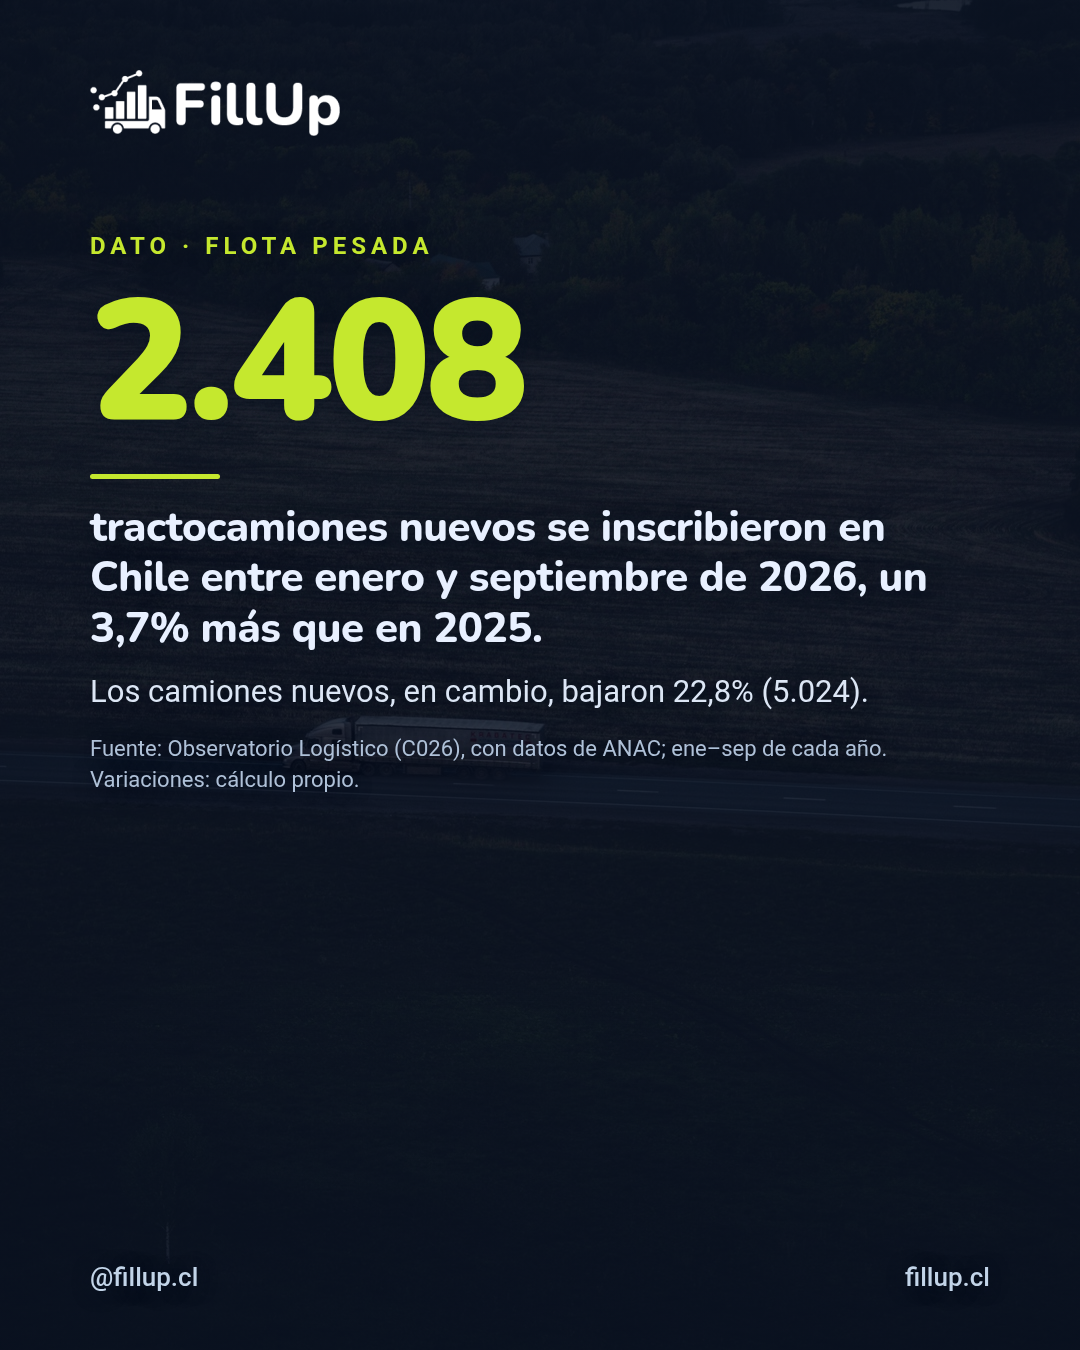 FillUp
DATO · FLOTA PESADA
2.408
tractocamiones nuevos se inscribieron en
Chile entre enero y septiembre de 2026, un
3,7% más que en 2025.
Los camiones nuevos, en cambio, bajaron 22,8% (5.024).
Fuente: Observatorio Logístico (C026), con datos de ANAC; ene–sep de cada año.
Variaciones: cálculo propio.
@fillup.cl
fillup.cl